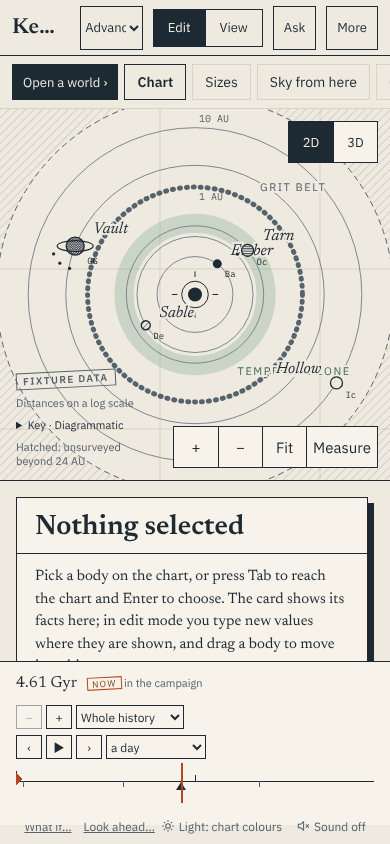 Ke...
Advanc
Edit
View
Ask
More
Open a world ›
Chart
Sizes
Sky from here
10 AU
2D
3D
GRIT BELT
1 AU
Vault
Tarn
Ember
Oc
Ba
Sable
De
Hollow
Ic
FIXTURE DATA
Distances on a log scale
Key · Diagrammatic
Hatched: unsurveyed
beyond 24 AU
+
−
Fit
Measure
Nothing selected
Pick a body on the chart, or press Tab to reach
the chart and Enter to choose. The card shows its
facts here; in edit mode you type new values
where they are shown, and drag a body to move
4.61 Gyr
NOW
in the campaign
−
+
Whole history
‹
›
a day
What if...
Look ahead...
Light: chart colours
Sound off